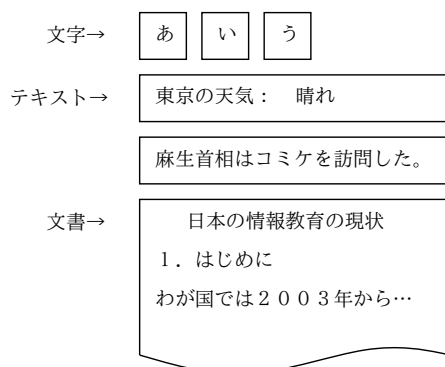 文字→ あ い う
テキスト→ 東京の天気： 晴れ
麻生首相はコミケを訪問した。
文書→ 日本の情報教育の現状
１．はじめに
わが国では２００３年から…